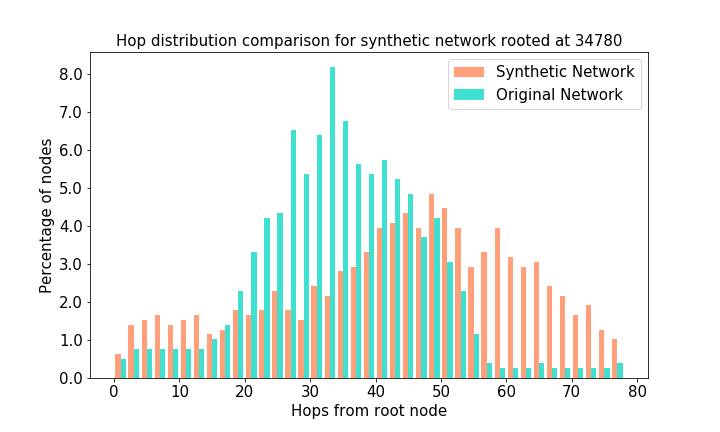 Hop distribution comparison for synthetic network rooted at 34780
Synthetic Network
Original Network
Percentage of nodes
8.0
7.0
6.0
5.0
4.0
3.0
2.0
1.0
0.0
0 10 20 30 40 50 60 70 80
Hops from root node